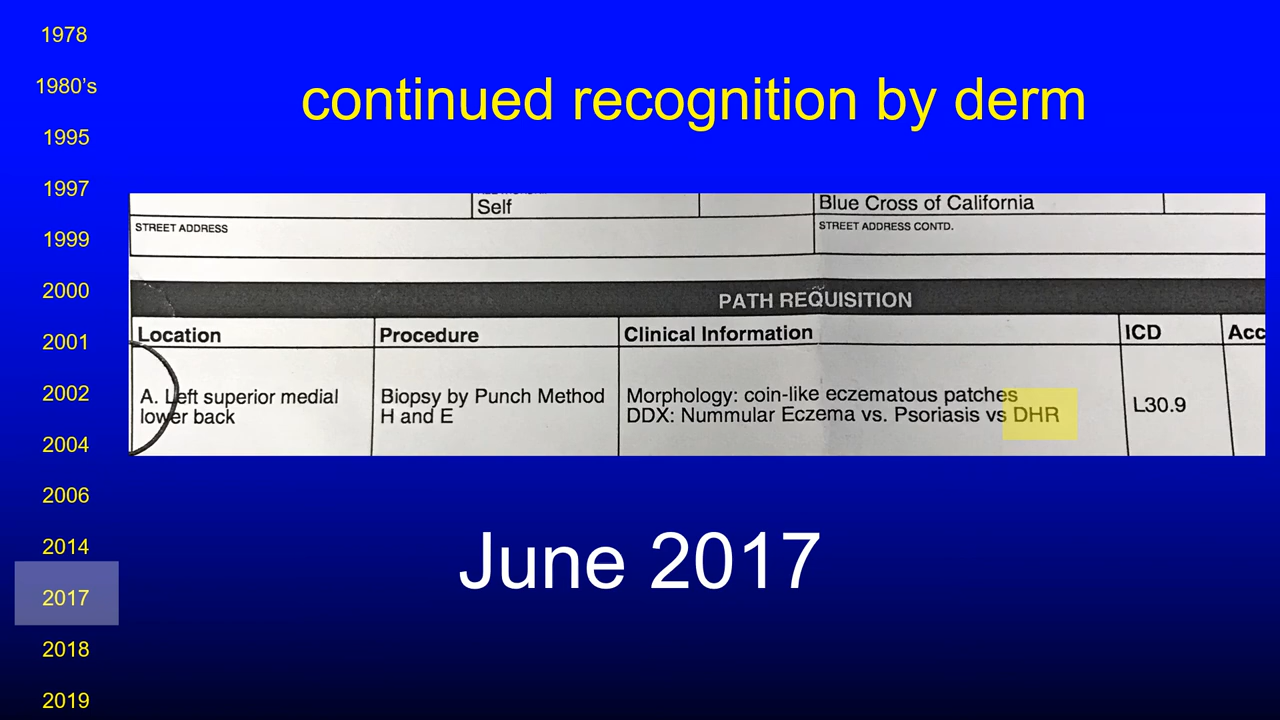 1978
1980’s
1995
1997
1999
2000
2001
2002
2004
2006
2014
2017
2018
2019
continued recognition by derm
Self
Blue Cross of California
STREET ADDRESS
STREET ADDRESS CONTD.
PATH REQUISITION
Location Procedure Clinical Information ICD Acc
A. Left superior medial
lower back
Biopsy by Punch Method
H and E
Morphology: coin-like eczematous patches
DDX: Nummular Eczema vs. Psoriasis vs DHR
L30.9
June 2017